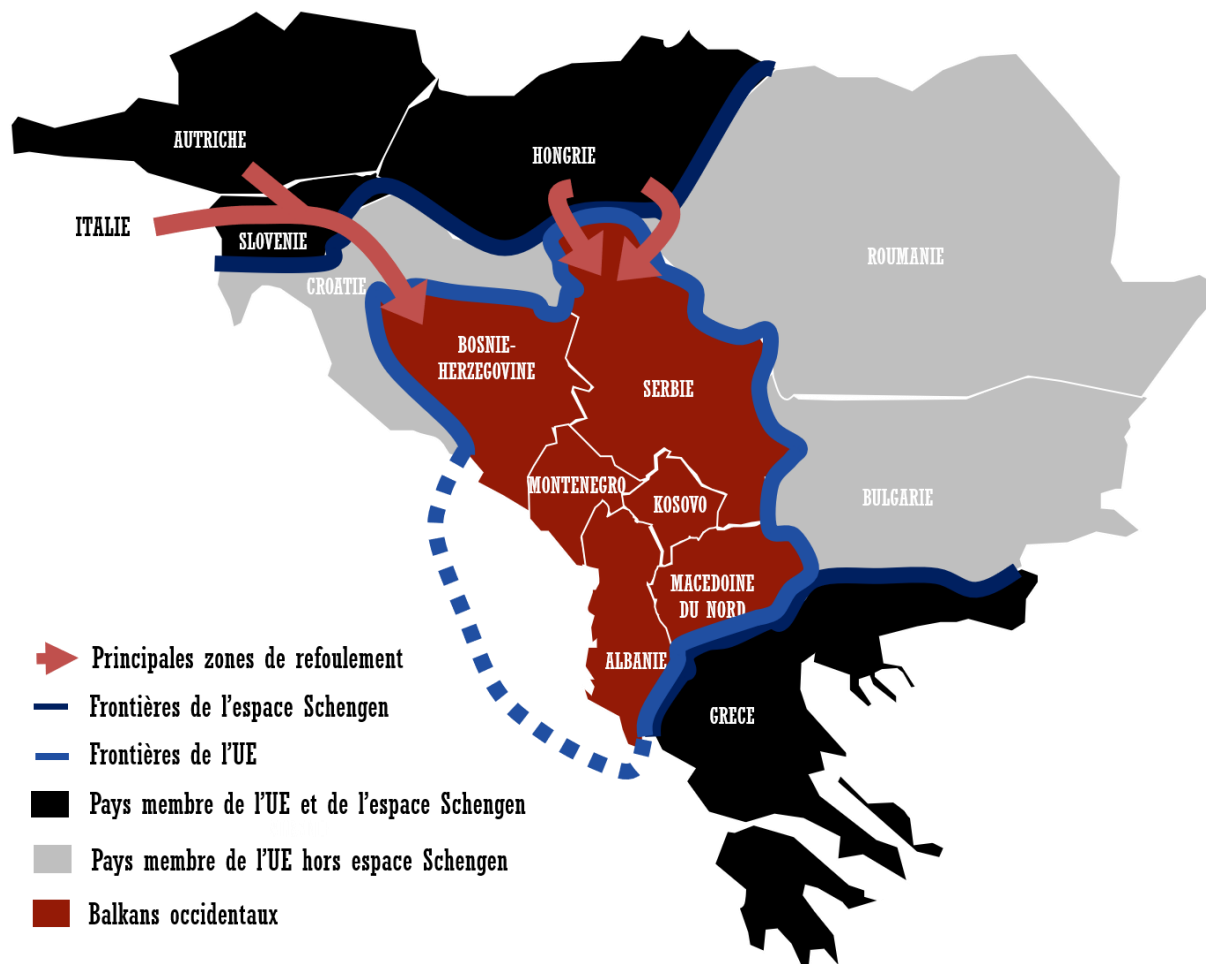 AUTRICHE
HONGRIE
ITALIE
SLOVENIE
CROATIE
ROUMANIE
BOSNIE-
HERZEGOVINE
SERBIE
MONTENEGRO
KOSOVO
BULGARIE
MACEDOINE
DU NORD
ALBANIE
GRECE
Principales zones de refoulement
Frontières de l'espace Schengen
Frontières de l'UE
Pays membre de l'UE et de l'espace Schengen
Pays membre de l'UE hors espace Schengen
Balkans occidentaux